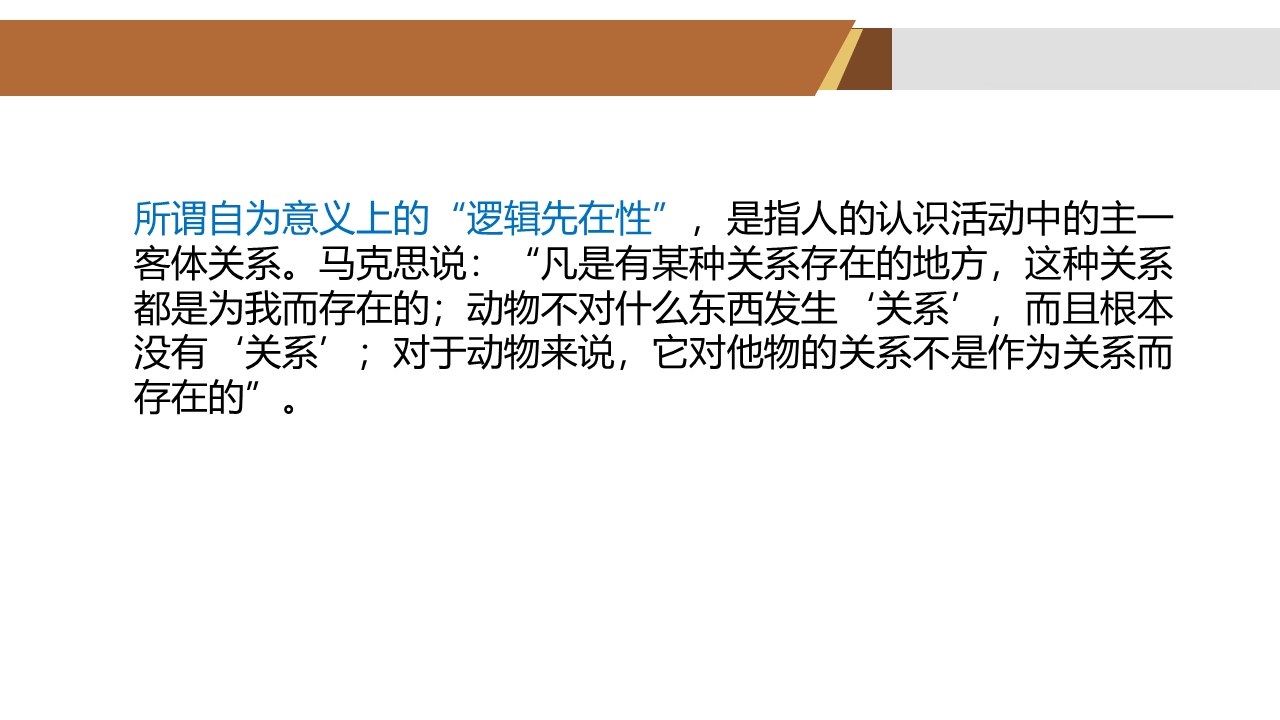 所谓自为意义上的“逻辑先在性”，是指人的认识活动中的主一
客体关系。马克思说：“凡是有某种关系存在的地方，这种关系
都是为我而存在的；动物不对什么东西发生‘关系’，而且根本
没有‘关系’；对于动物来说，它对他物的关系不是作为关系而
存在的”。